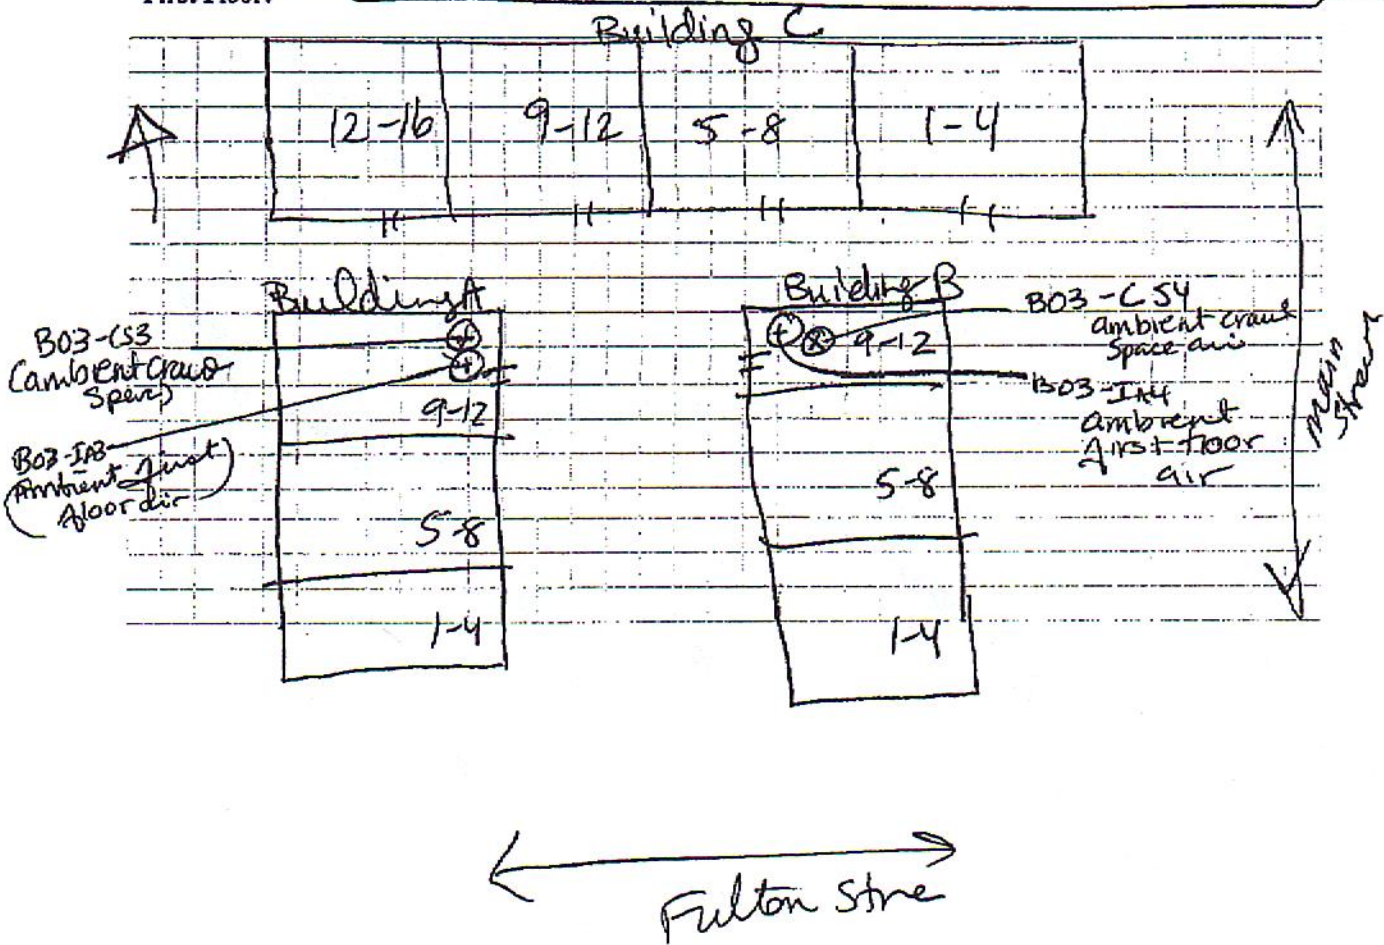 Building C
12-16
9-12
5-8
1-4
Building A
Building B
B03-CS3
(ambient craw
Space)
B03-IA3
(Ambient first
floor air)
9-12
5-8
1-4
9-12
5-8
1-4
B03-CS4
ambient crawl
Space air
B03-IA4
ambient
first floor
air
Main
Street
Fulton Stre